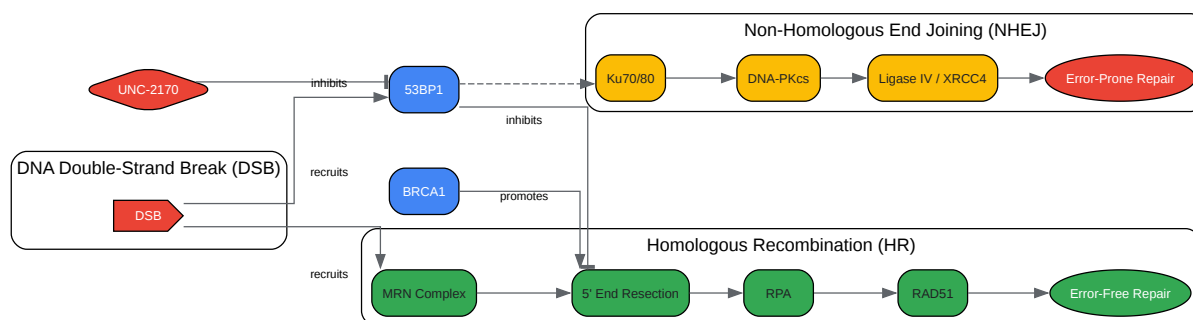 Non-Homologous End Joining (NHEJ)
UNC-2170
inhibits
53BP1
Ku70/80
DNA-PKcs
Ligase IV / XRCC4
Error-Prone Repair
inhibits
DNA Double-Strand Break (DSB)
recruits
BRCA1
promotes
DSB
Homologous Recombination (HR)
recruits
MRN Complex
5' End Resection
RPA
RAD51
Error-Free Repair